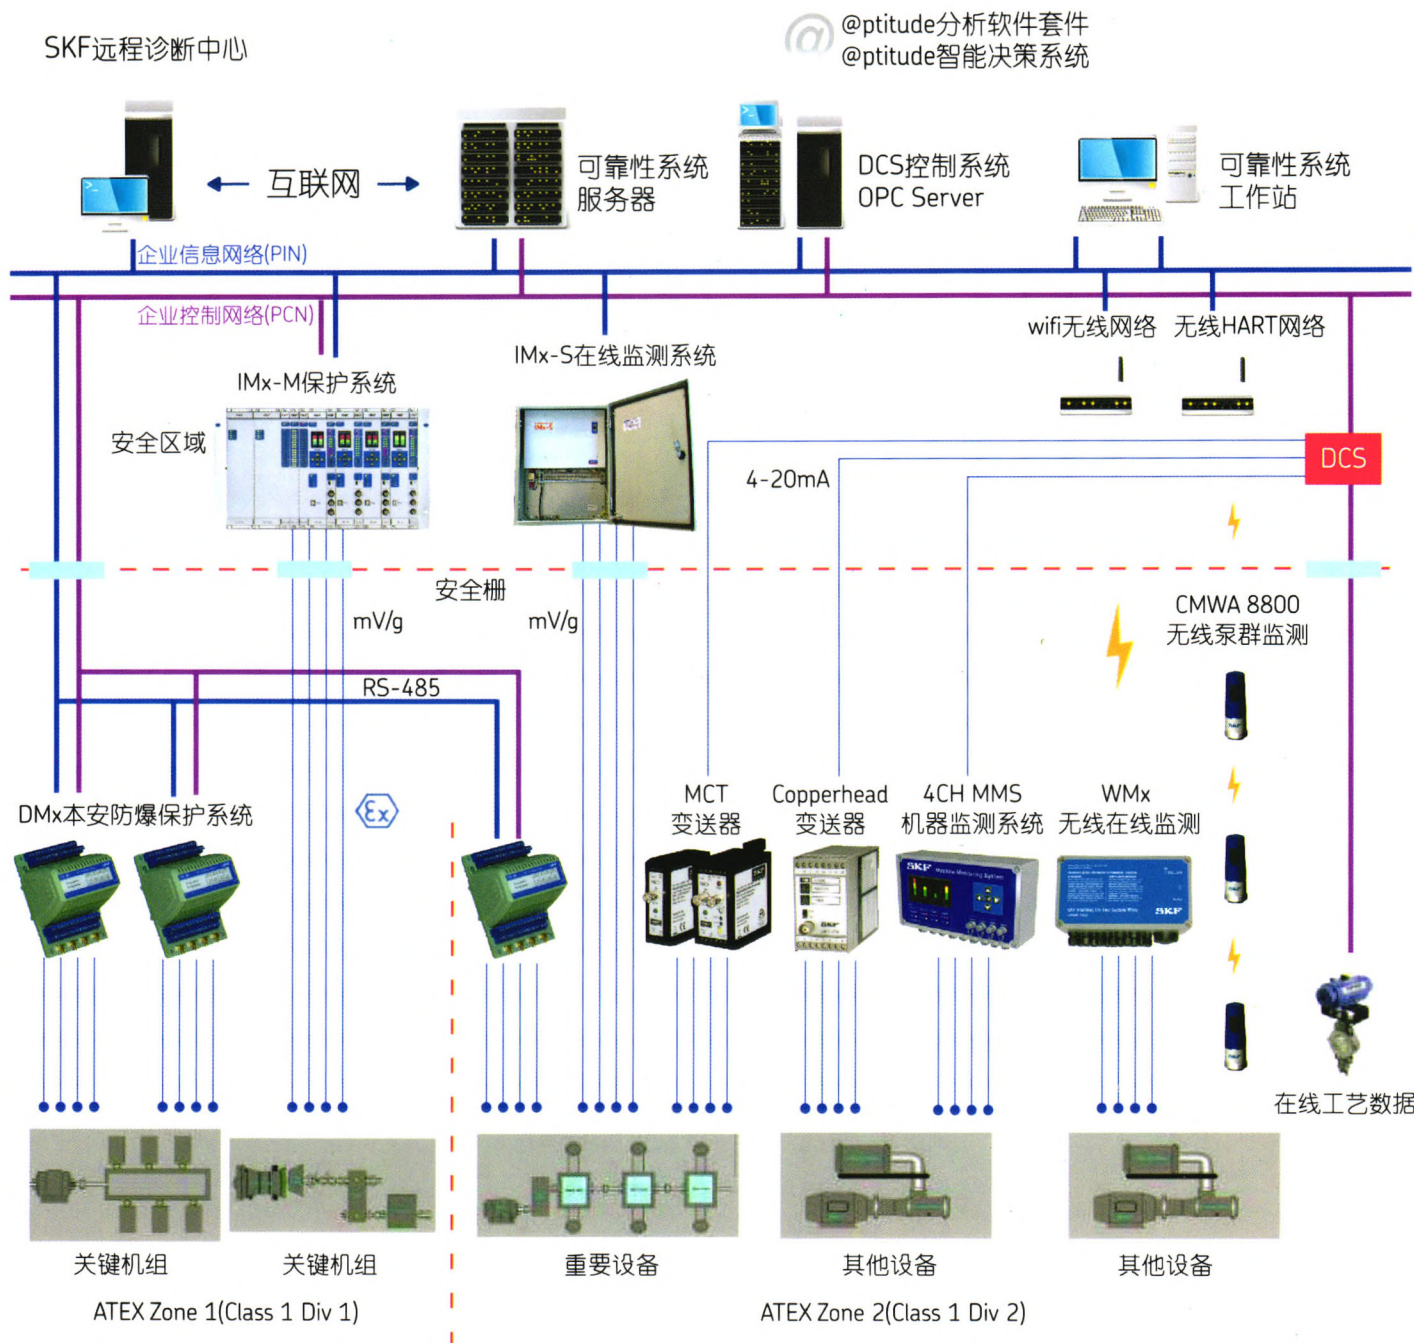 SKF远程诊断中心
@ptitude分析软件套件
@ptitude智能决策系统
互联网
可靠性系统
服务器
DCS控制系统
OPC Server
可靠性系统
工作站
企业信息网络(PIN)
企业控制网络(PCN)
wifi无线网络
无线HART网络
IMx-M保护系统
IMx-S在线监测系统
安全区域
IMx-S
4-20mA
DCS
安全栅
mV/g
mV/g
CMWA 8800
无线泵群监测
RS-485
Ex
DMx本安防爆保护系统
MCT
变送器
Copperhead
变送器
4CH MMS
机器监测系统
WMx
无线在线监测
SKF
Machine Monitoring System
SKF
SKF
SKF
SKF
在线工艺数据
关键机组
关键机组
重要设备
其他设备
其他设备
ATEX Zone 1(Class 1 Div 1)
ATEX Zone 2(Class 1 Div 2)